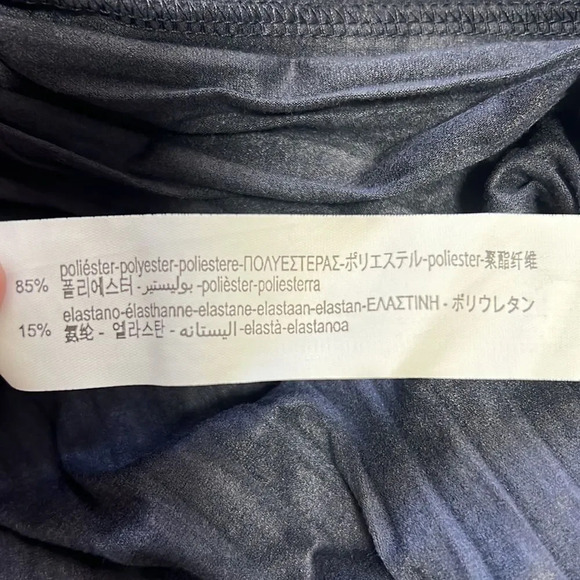 poliéster-polyester-poliestere-ΠΟΛΥΕΣΤΕΡΑΣ-ポリエステル-poliester-聚酯纤维
85% 폴리에스터-بوليستير-polièster-poliesterra
elastano-élasthanne-elastane-elastaan-elastan-ΕΛΑΣΤΙΝΗ - ポリウレタン
15% 氨纶 - 엘라스탄 - اليستانه-elastà-elastanoa